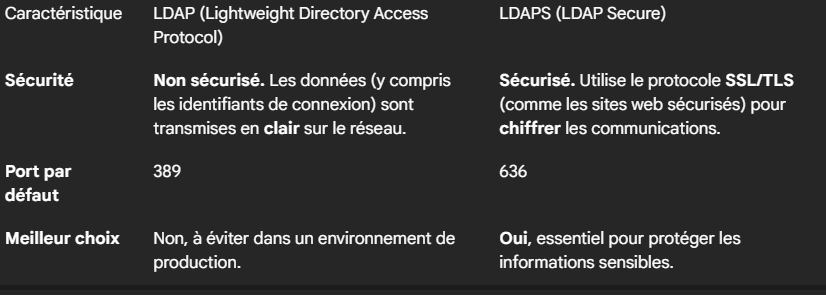 Caractéristique
LDAP (Lightweight Directory Access
Protocol)
LDAPS (LDAP Secure)
Sécurité
Non sécurisé. Les données (y compris
les identifiants de connexion) sont
transmises en clair sur le réseau.
Sécurisé. Utilise le protocole SSL/TLS
(comme les sites web sécurisés) pour
chiffrer les communications.
Port par
défaut
389
636
Meilleur choix
Non, à éviter dans un environnement de
production.
Oui, essentiel pour protéger les
informations sensibles.